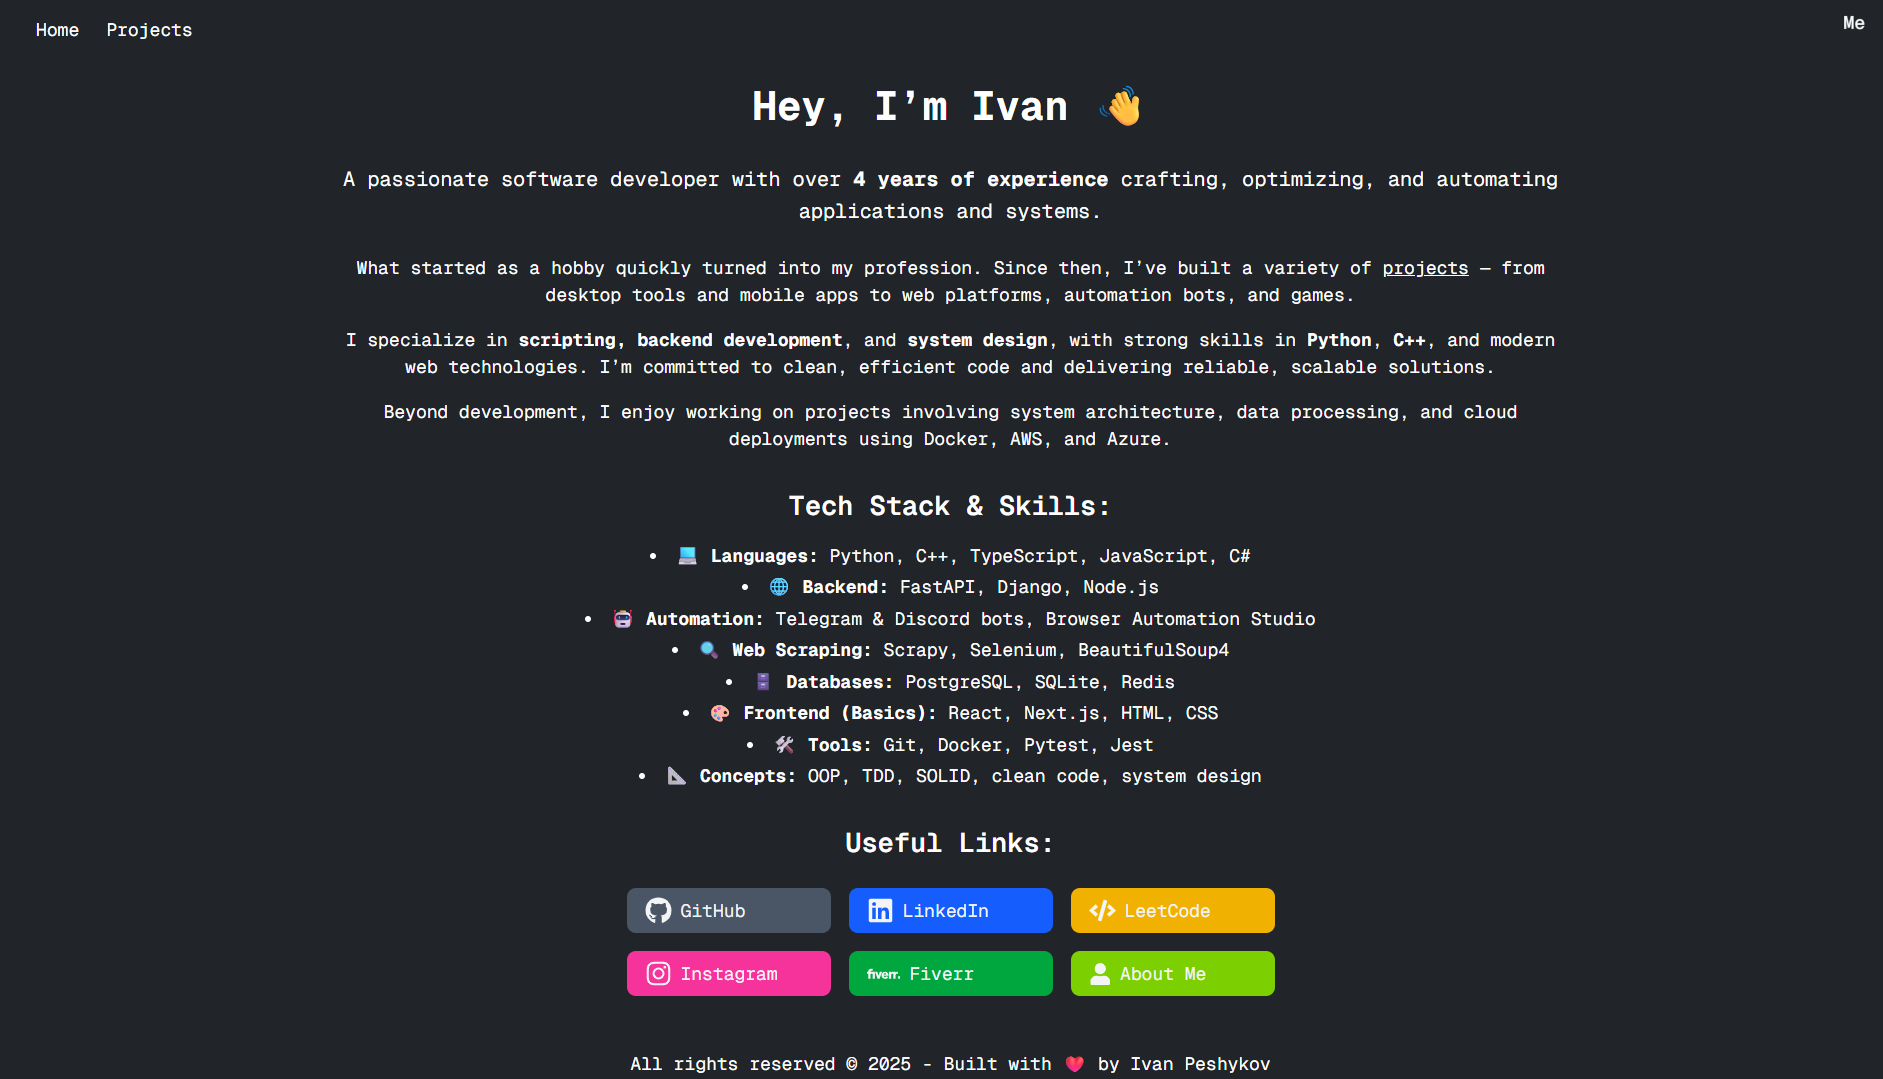 Home Projects Me
Hey, I’m Ivan 👋
A passionate software developer with over 4 years of experience crafting, optimizing, and automating
applications and systems.
What started as a hobby quickly turned into my profession. Since then, I’ve built a variety of projects — from
desktop tools and mobile apps to web platforms, automation bots, and games.
I specialize in scripting, backend development, and system design, with strong skills in Python, C++, and modern
web technologies. I’m committed to clean, efficient code and delivering reliable, scalable solutions.
Beyond development, I enjoy working on projects involving system architecture, data processing, and cloud
deployments using Docker, AWS, and Azure.
Tech Stack & Skills:
• 💻 Languages: Python, C++, TypeScript, JavaScript, C#
• 🌐 Backend: FastAPI, Django, Node.js
• 🤖 Automation: Telegram & Discord bots, Browser Automation Studio
• 🔍 Web Scraping: Scrapy, Selenium, BeautifulSoup4
• 🗄️ Databases: PostgreSQL, SQLite, Redis
• 🎨 Frontend (Basics): React, Next.js, HTML, CSS
• 🛠️ Tools: Git, Docker, Pytest, Jest
• 📐 Concepts: OOP, TDD, SOLID, clean code, system design
Useful Links:
GitHub LinkedIn LeetCode
Instagram fiverr. Fiverr About Me
All rights reserved © 2025 - Built with ❤️ by Ivan Peshykov